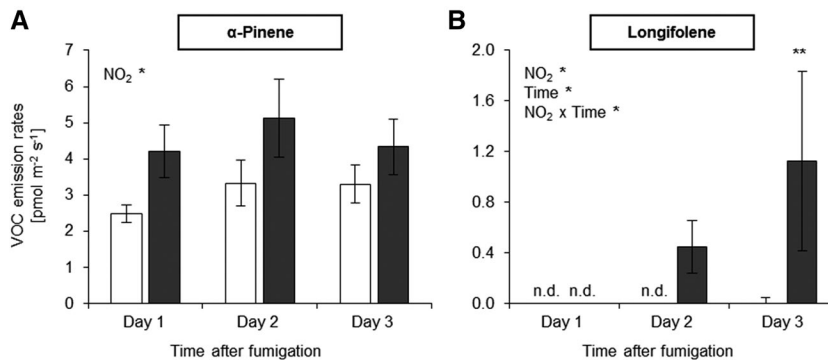 A
α-Pinene
NO₂ *
VOC emission rates
[pmol m⁻² s⁻¹]
7
6
5
4
3
2
1
0
Day 1 Day 2 Day 3
Time after fumigation
B
Longifolene
NO₂ *
Time *
NO₂ x Time *
**
2.0
1.6
1.2
0.8
0.4
0.0
n.d. n.d. n.d.
Day 1 Day 2 Day 3
Time after fumigation